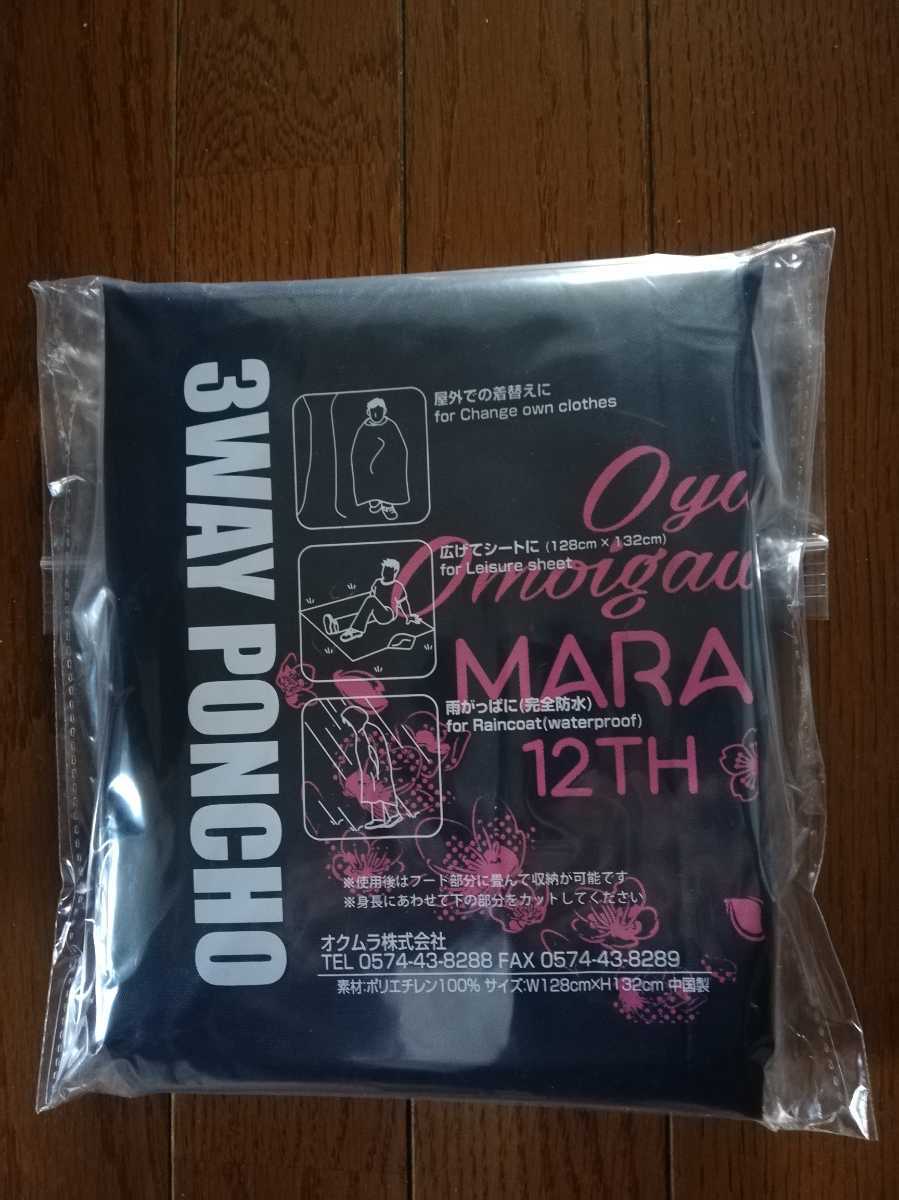 3WAY PONCHO
屋外での着替えに
for Change own clothes
広げてシートに (128cm×132cm)
for Leisure sheet
雨がっぱに(完全防水)
for Raincoat(waterproof)
Oya
Omoigaw
MARA
12TH
※使用後はフード部分に畳んて収納か可能です
※身長にあわせて下の部分をカットしてください
オクムラ株式会社
TEL 0574-43-8288 FAX 0574-43-8289
素材:ポリエチレン100% サイズ:W128cm×H132cm 中国製